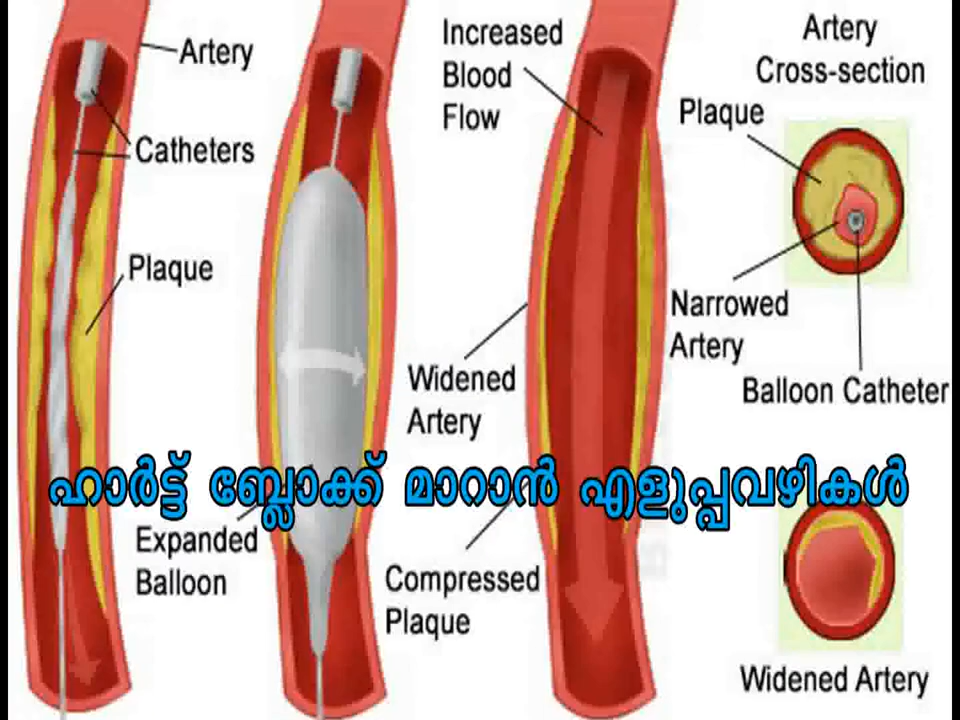 Artery
Catheters
Plaque
Increased
Blood
Flow
Artery
Cross-section
Plaque
Narrowed
Artery
Balloon Catheter
Widened
Artery
ഹാർട്ട് ബ്ലോക്ക് മാറാൻ എളുപ്പവഴികൾ
Expanded
Balloon
Compressed
Plaque
Widened Artery